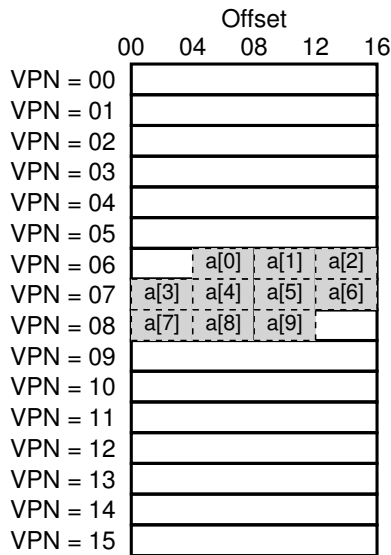 Offset
00 04 08 12 16
VPN = 00
VPN = 01
VPN = 02
VPN = 03
VPN = 04
VPN = 05
VPN = 06 a[0] a[1] a[2]
VPN = 07 a[3] a[4] a[5] a[6]
VPN = 08 a[7] a[8] a[9]
VPN = 09
VPN = 10
VPN = 11
VPN = 12
VPN = 13
VPN = 14
VPN = 15